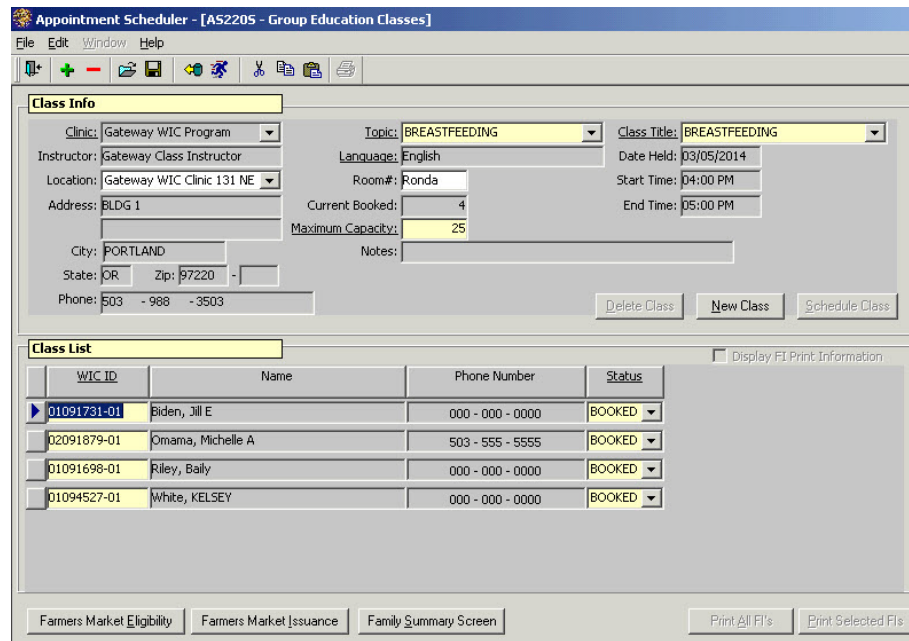 Appointment Scheduler - [AS220S - Group Education Classes]
File Edit Window Help
Class Info
Clinic: Gateway WIC Program Topic: BREASTFEEDING Class Title: BREASTFEEDING
Instructor: Gateway Class Instructor Language: English Date Held: 03/05/2014
Location: Gateway WIC Clinic 131 NE Room#: Ronda Start Time: 04:00 PM
Address: BLDG 1 Current Booked: 4 End Time: 05:00 PM
Maximum Capacity: 25
City: PORTLAND Notes:
State: OR Zip: 97220 -
Phone: 503 - 988 - 3503
Delete Class New Class Schedule Class
Class List
Display FI Print Information
WIC ID Name Phone Number Status
01091731-01 Biden, Jill E 000 - 000 - 0000 BOOKED
02091879-01 Omama, Michelle A 503 - 555 - 5555 BOOKED
01091698-01 Riley, Baily 000 - 000 - 0000 BOOKED
01094527-01 White, KELSEY 000 - 000 - 0000 BOOKED
Farmers Market Eligibility Farmers Market Issuance Family Summary Screen Print All FI's Print Selected FIs